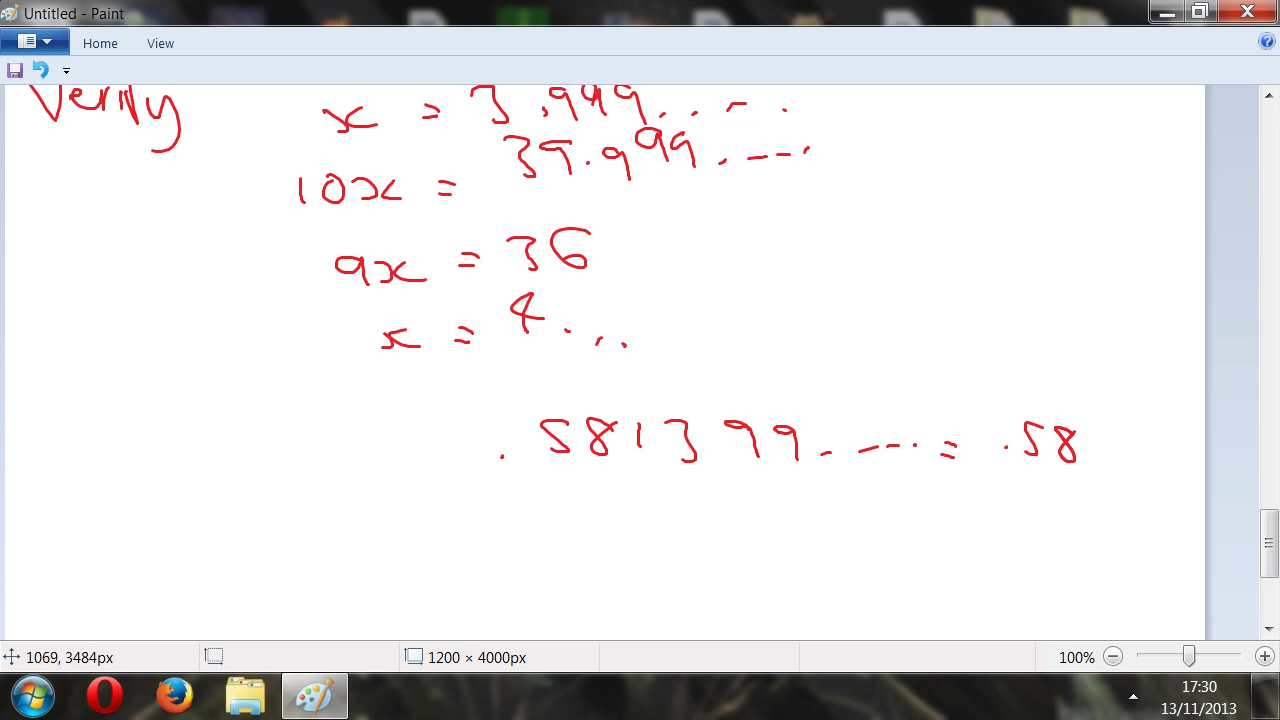 Untitled - Paint
Home View
Verify x = 3.999.....
10x = 39.999.....
9x = 36
x = 4...
.581399..... = .58
1069, 3484px 1200 × 4000px 100%
17:30
13/11/2013